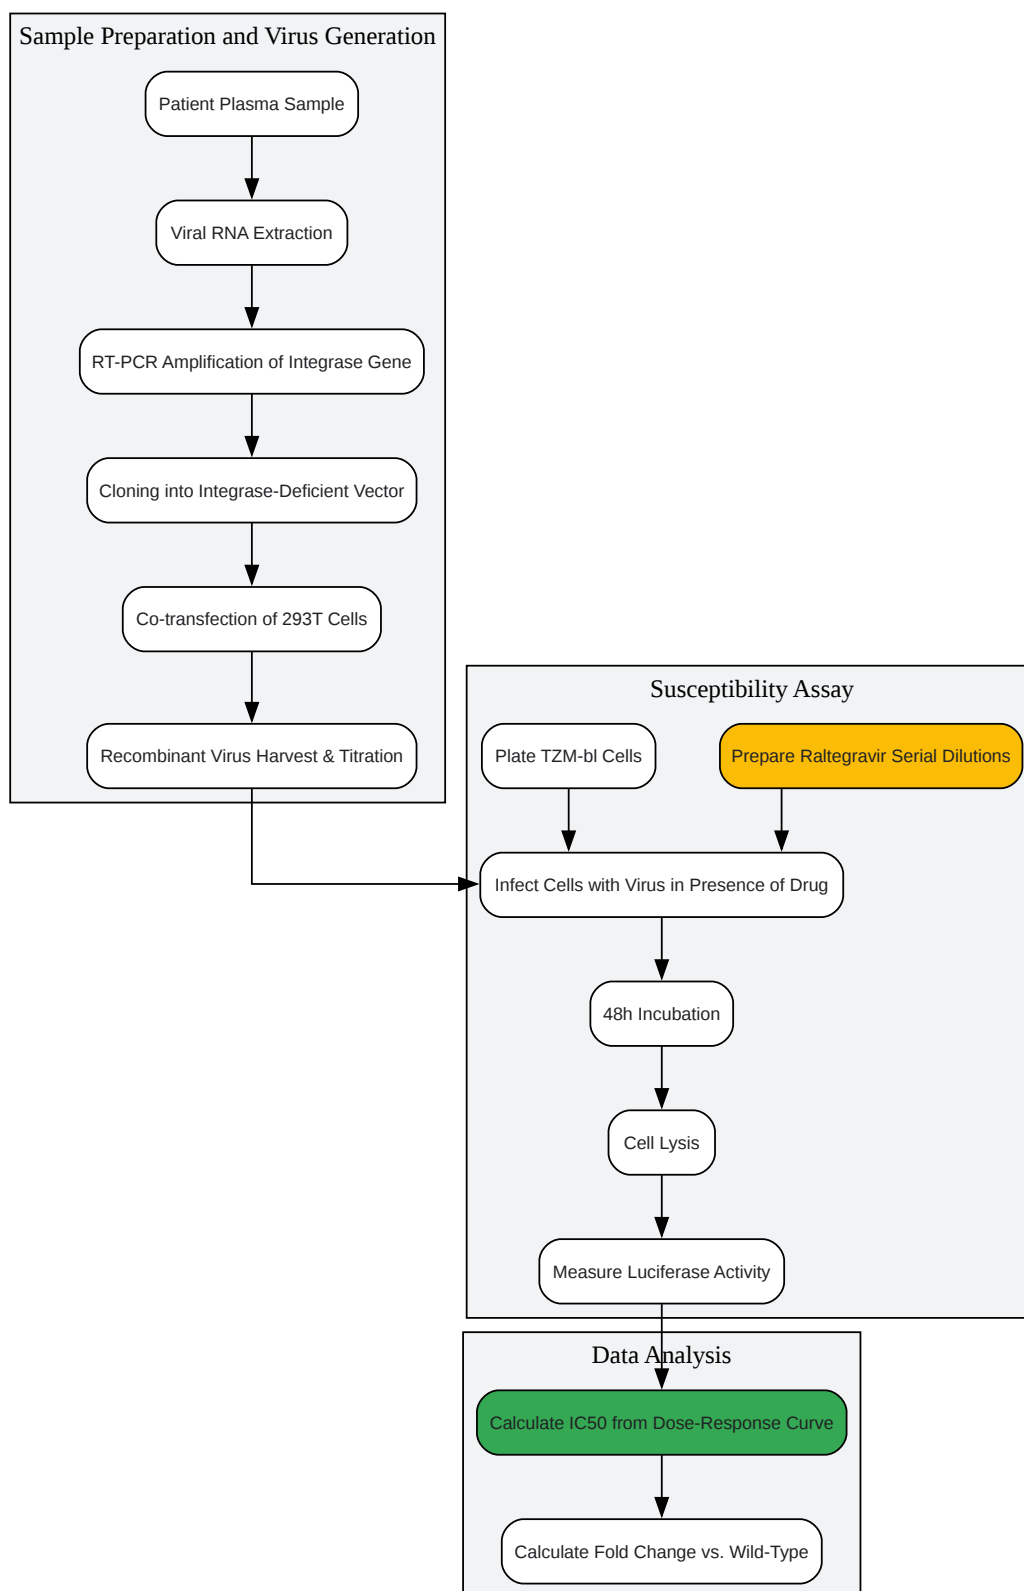 Sample Preparation and Virus Generation
Patient Plasma Sample
Viral RNA Extraction
RT-PCR Amplification of Integrase Gene
Cloning into Integrase-Deficient Vector
Co-transfection of 293T Cells
Recombinant Virus Harvest & Titration
Susceptibility Assay
Plate TZM-bl Cells
Prepare Raltegravir Serial Dilutions
Infect Cells with Virus in Presence of Drug
48h Incubation
Cell Lysis
Measure Luciferase Activity
Data Analysis
Calculate IC50 from Dose-Response Curve
Calculate Fold Change vs. Wild-Type